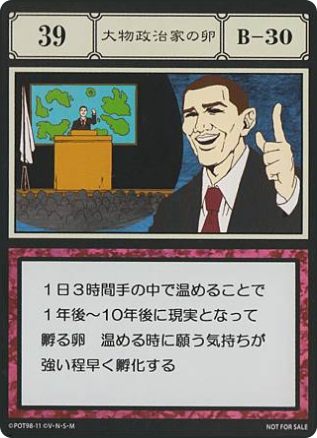 39
大物政治家の卵
B-30
1日3時間手の中で温めることで
1年後~10年後に現実となって
孵る卵　温める時に願う気持ちが
強い程早く孵化する
©POT98-11 ©V・N・S・M
NOT FOR SALE